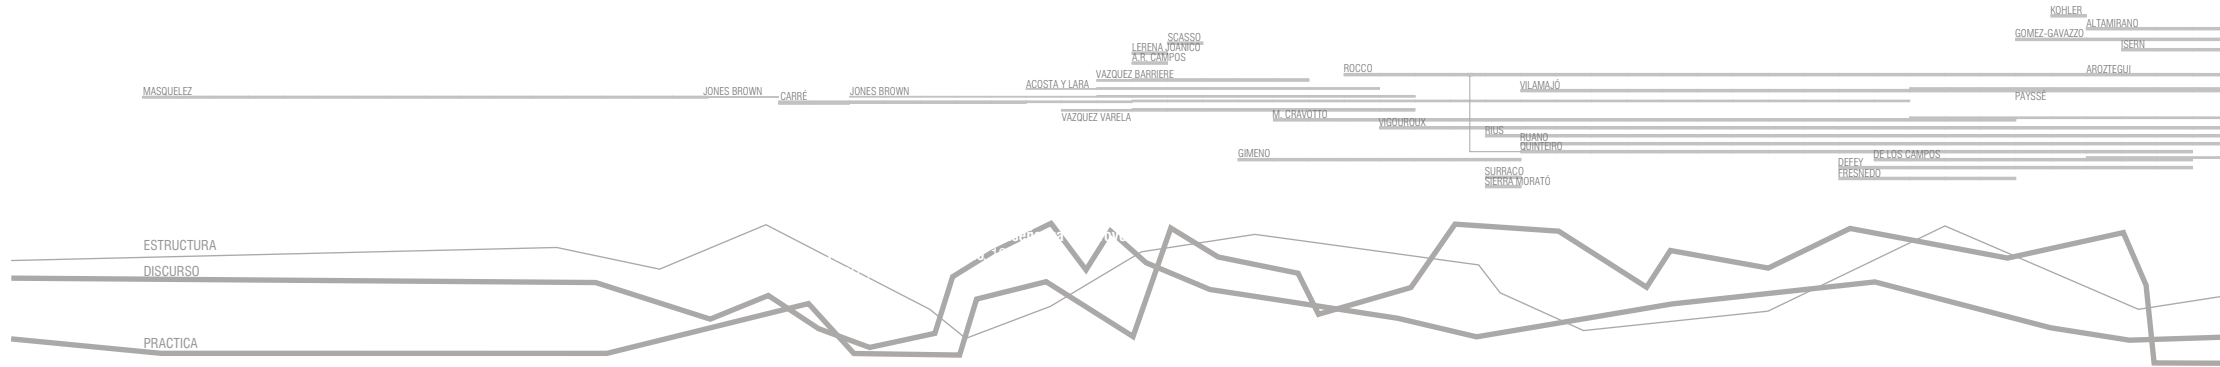 KOHLER
ALTAMIRANO
GOMEZ-GAVAZZO
SCASSO
LERENA JOANICO
ISERN
A.R. CAMPOS
ROCCO
AROZTEGUI
VAZQUEZ BARRIERE
ACOSTA Y LARA
VILAMAJÓ
MASQUELEZ
JONES BROWN
CARRÉ
JONES BROWN
PAYSSÉ
VAZQUEZ VARELA
M. CRAVOTTO
VIGOUROUX
RIUS
RUANO
QUINTEIRO
GIMENO
DE LOS CAMPOS
DEFEY
SURRACO
FRESNEDO
SIERRA MORATÓ
ESTRUCTURA
DISCURSO
PRACTICA